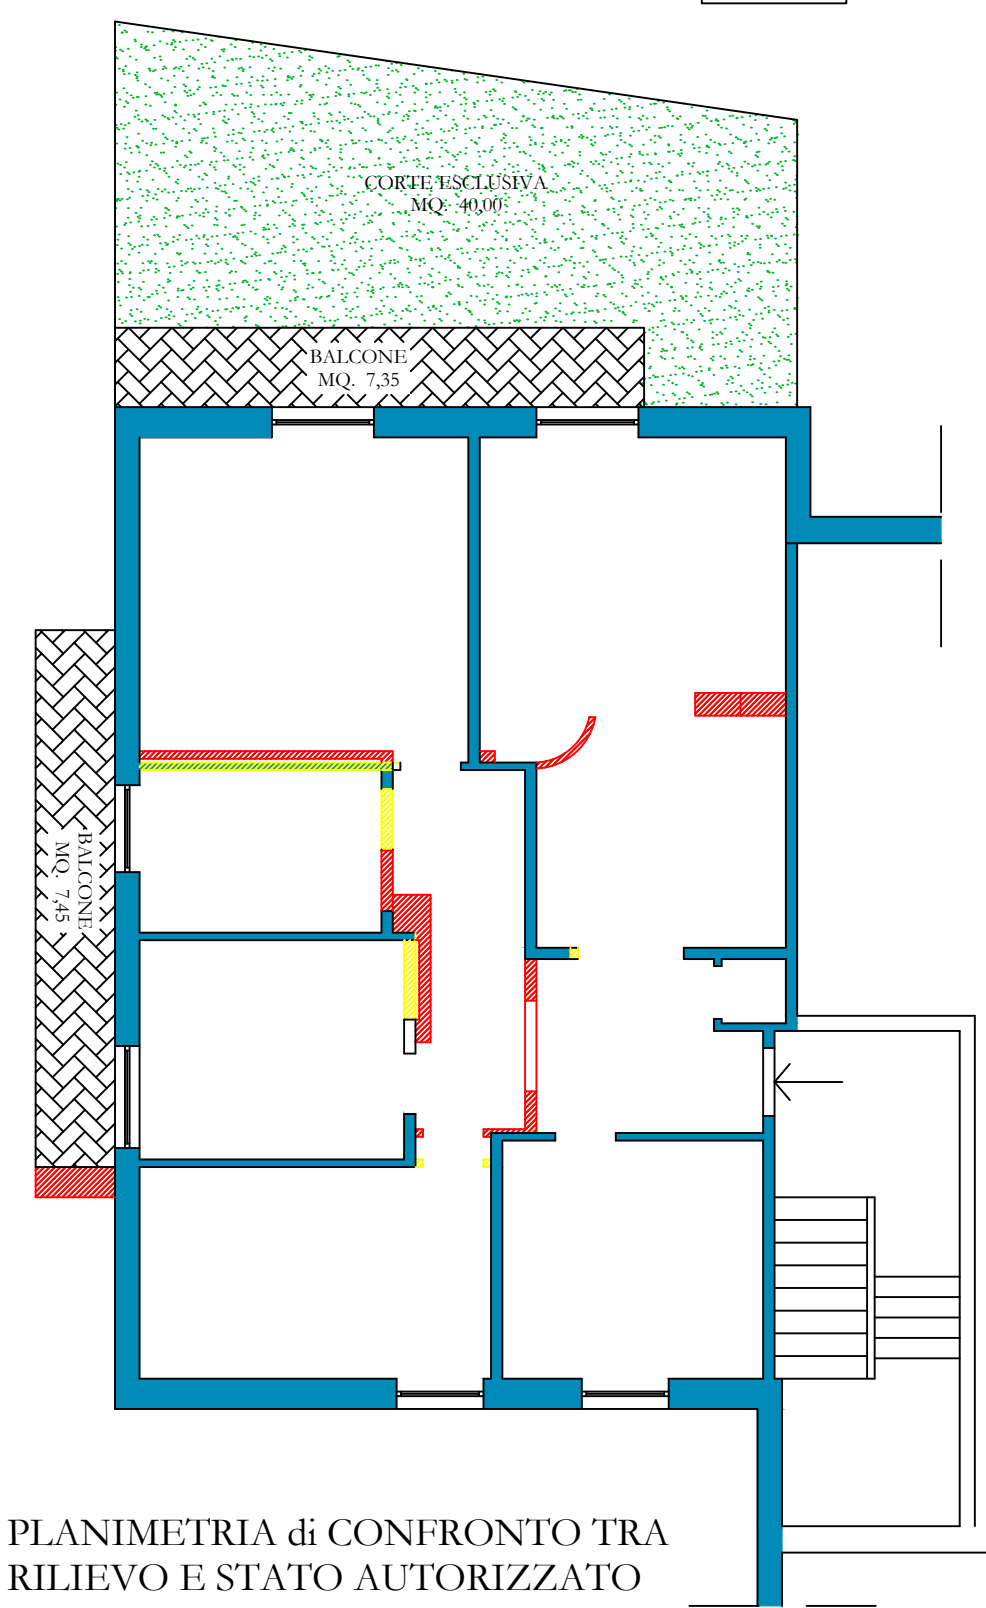 CORTE ESCLUSIVA
MQ. 40,00
BALCONE
MQ. 7,35
BALCONE
MQ. 7,45
PLANIMETRIA di CONFRONTO TRA
RILIEVO E STATO AUTORIZZATO